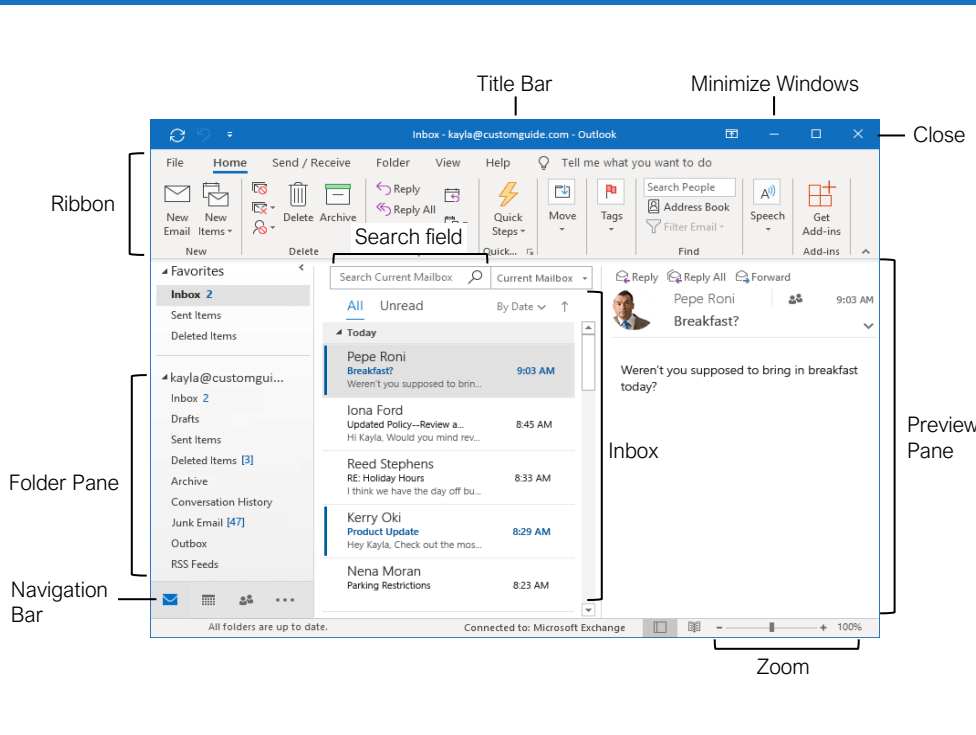 Title Bar
Minimize Windows
Inbox - kayla@customguide.com - Outlook
Close
File Home Send / Receive Folder View Help Tell me what you want to do
Ribbon
New Email
New Items
Delete
Archive
Reply
Reply All
Quick Steps
Move
Tags
Search People
Address Book
Filter Email
Speech
Get Add-ins
New
Delete
Quick...
Find
Add-ins
Search field
Favorites
Inbox 2
Sent Items
Deleted Items
kayla@customgui...
Inbox 2
Drafts
Sent Items
Deleted Items [3]
Archive
Conversation History
Junk Email [47]
Outbox
RSS Feeds
Folder Pane
Navigation
Bar
Search Current Mailbox
Current Mailbox
All Unread
By Date
Today
Pepe Roni
Breakfast? 9:03 AM
Weren't you supposed to brin...
Iona Ford
Updated Policy--Review a... 8:45 AM
Hi Kayla, Would you mind rev...
Reed Stephens
RE: Holiday Hours 8:33 AM
I think we have the day off bu...
Kerry Oki
Product Update 8:29 AM
Hey Kayla, Check out the mos...
Nena Moran
Parking Restrictions 8:23 AM
Inbox
Reply Reply All Forward
Pepe Roni 9:03 AM
Breakfast?
Weren't you supposed to bring in breakfast
today?
Preview
Pane
All folders are up to date.
Connected to: Microsoft Exchange
- + 100%
Zoom